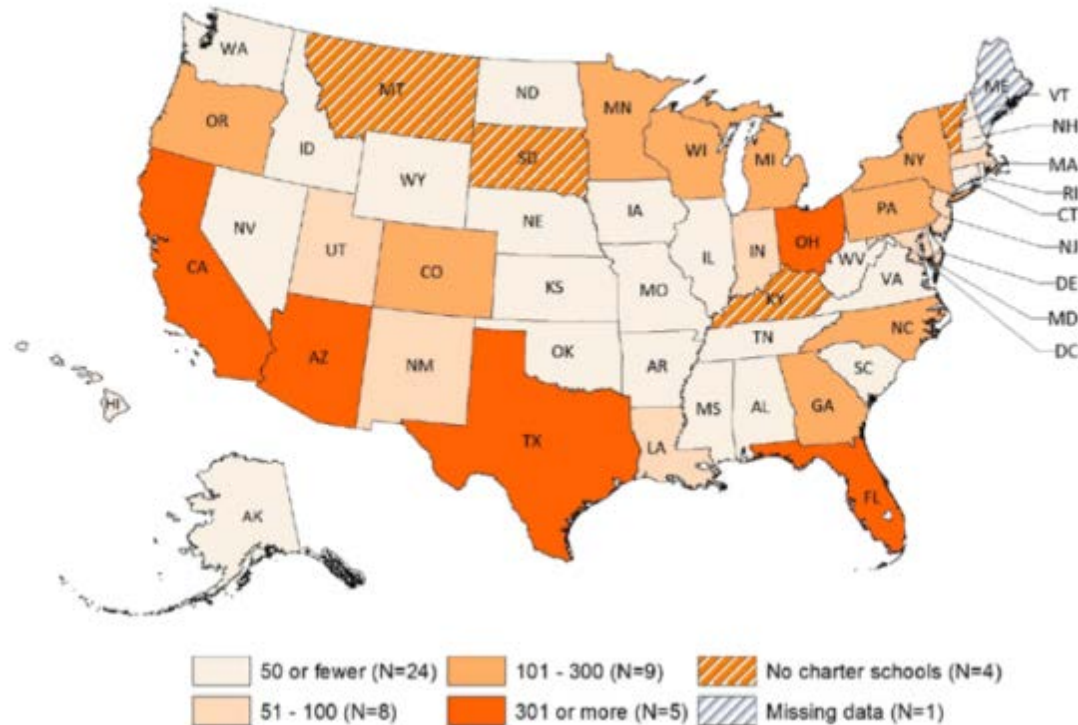 WA
MT
ND
MN
ME
VT
OR
ID
SD
WI
MI
NY
NH
WY
MA
IA
PA
RI
NV
NE
CT
UT
IL
IN
OH
NJ
CA
CO
WV
KS
MO
VA
DE
KY
MD
NC
TN
DC
AZ
NM
OK
AR
SC
HI
MS
AL
GA
TX
LA
FL
AK
50 or fewer (N=24)
101 - 300 (N=9)
No charter schools (N=4)
51 - 100 (N=8)
301 or more (N=5)
Missing data (N=1)